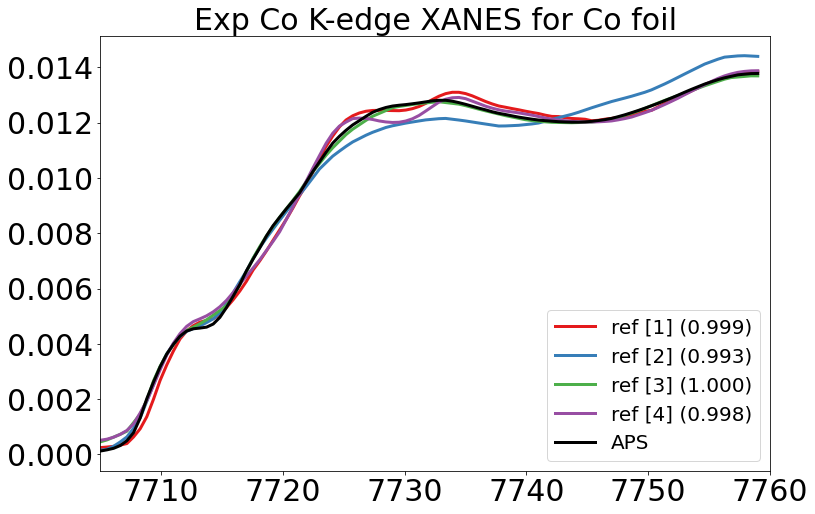 Exp Co K-edge XANES for Co foil
0.014
0.012
0.010
0.008
0.006
0.004
0.002
0.000
ref [1] (0.999)
ref [2] (0.993)
ref [3] (1.000)
ref [4] (0.998)
APS
7710 7720 7730 7740 7750 7760